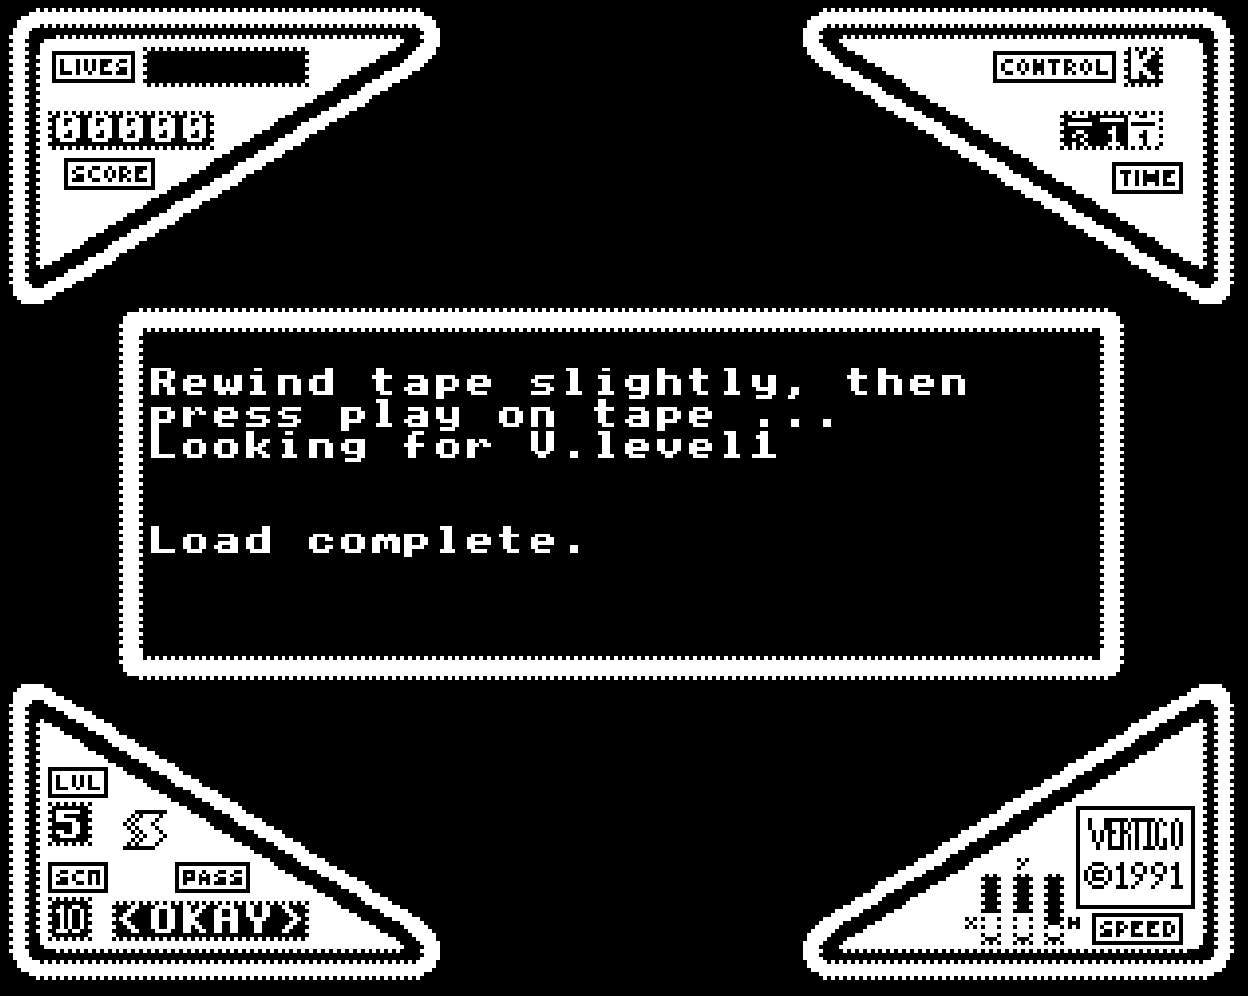 LIVES
CONTROL K
00000
SCORE
TIME
Rewind tape slightly, then
press play on tape ...
Looking for V.leveli
Load complete.
LVL
5
SCN
PASS
10
<OKAY>
VERTIGO
©1991
SPEED